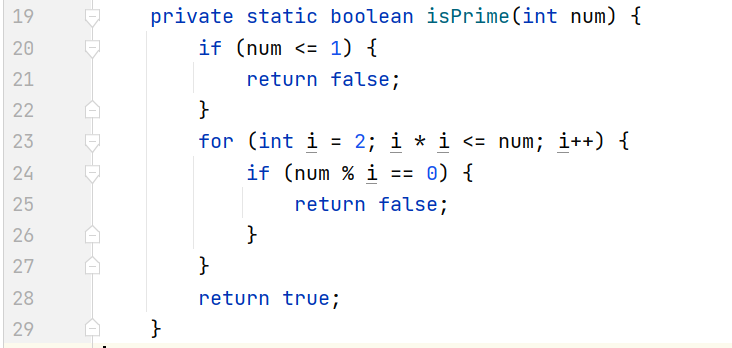 19 private static boolean isPrime(int num) {
20 if (num <= 1) {
21 return false;
22 }
23 for (int i = 2; i * i <= num; i++) {
24 if (num % i == 0) {
25 return false;
26 }
27 }
28 return true;
29 }